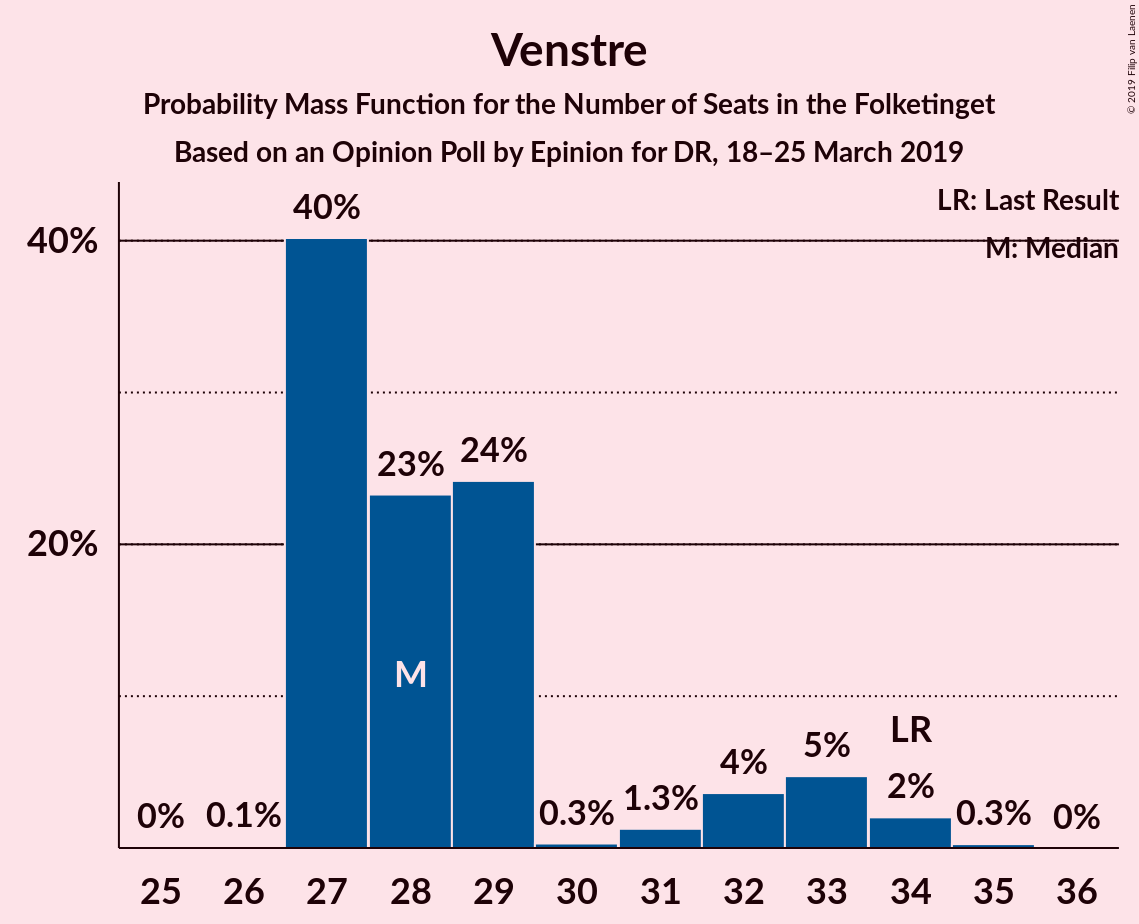 Venstre
Probability Mass Function for the Number of Seats in the Folketinget
Based on an Opinion Poll by Epinion for DR, 18–25 March 2019
© 2019 Filip van Laenen
LR: Last Result
M: Median
40%
20%
0%
0.1%
40%
23%
24%
0.3%
1.3%
4%
5%
2%
0.3%
0%
M
LR
25 26 27 28 29 30 31 32 33 34 35 36